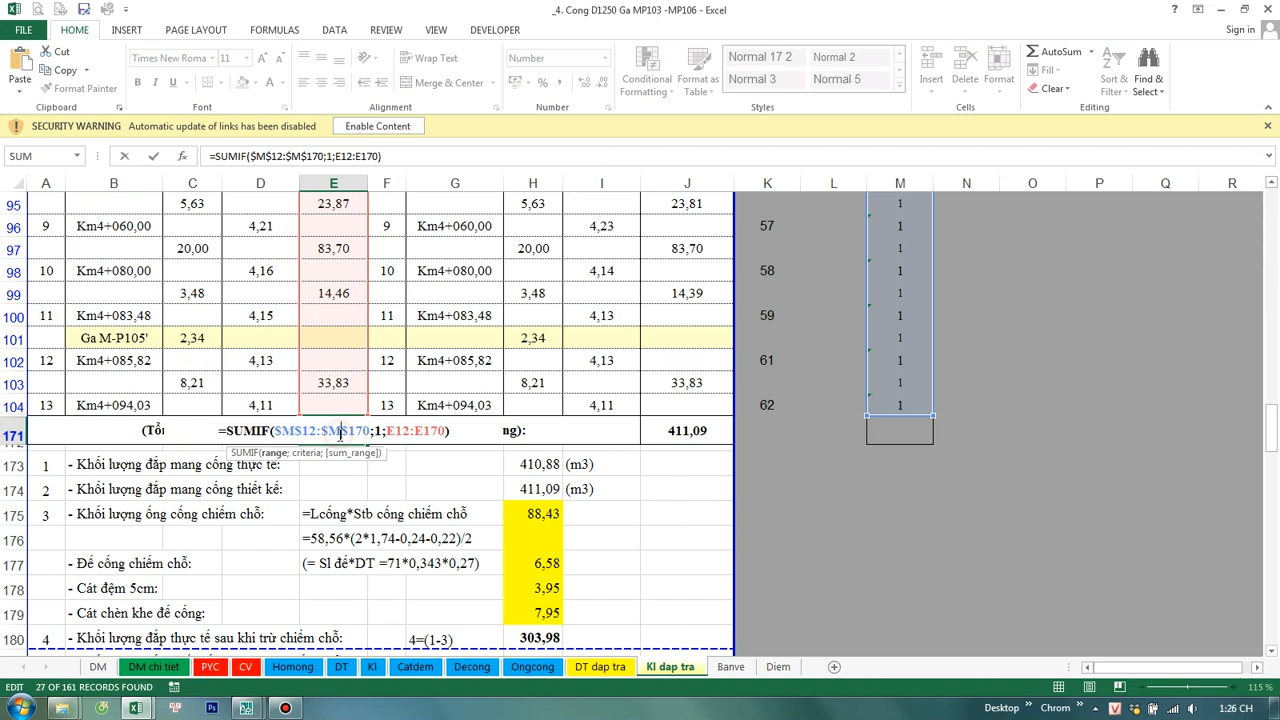 _4. Cong D1250 Ga MP103 -MP106 - Excel
FILE HOME INSERT PAGE LAYOUT FORMULAS DATA REVIEW VIEW DEVELOPER Sign in
Paste Cut Copy Format Painter Clipboard
Times New Roma 11 B I U Font
Wrap Text Merge & Center Alignment
Number % Number
Conditional Formatting Format as Table
Normal 17 2 Normal 2 Normal 3 Normal 5 Styles
Insert Delete Format Cells
AutoSum Fill Clear Sort & Filter Find & Select Editing
SECURITY WARNING Automatic update of links has been disabled Enable Content
SUM =SUMIF($M$12:$M$170;1;E12:E170)
A B C D E F G H I J K L M N O P Q R
95 5,63 23,87 5,63 23,81 1
96 9 Km4+060,00 4,21 9 Km4+060,00 4,23 57 1
97 20,00 83,70 20,00 83,70 1
98 10 Km4+080,00 4,16 10 Km4+080,00 4,14 58 1
99 3,48 14,46 3,48 14,39 1
100 11 Km4+083,48 4,15 11 Km4+083,48 4,13 59 1
101 Ga M-P105' 2,34 2,34 1
102 12 Km4+085,82 4,13 12 Km4+085,82 4,13 61 1
103 8,21 33,83 8,21 33,83 1
104 13 Km4+094,03 4,11 13 Km4+094,03 4,11 62 1
171 (Tổn =SUMIF($M$12:$M$170;1;E12:E170) ng): 411,09
SUMIF(range; criteria; [sum_range])
173 1 - Khối lượng đắp mang cống thực tế: 410,88 (m3)
174 2 - Khối lượng đắp mang cống thiết kế: 411,09 (m3)
175 3 - Khối lượng ống cống chiếm chỗ: =Lcống*Stb cống chiếm chỗ 88,43
176 =58,56*(2*1,74-0,24-0,22)/2
177 - Đế cống chiếm chỗ: (= Sl đế*DT =71*0,343*0,27) 6,58
178 - Cát đệm 5cm: 3,95
179 - Cát chèn khe đế cống: 7,95
180 4 - Khối lượng đắp thực tế sau khi trừ chiếm chỗ: 4=(1-3) 303,98
DM DM chi tiet PYC CV Homong DT Kl Catdem Decong Ongcong DT dap tra Kl dap tra Banve Diem
EDIT 27 OF 161 RECORDS FOUND 115 %
Desktop Chrom 1:26 CH